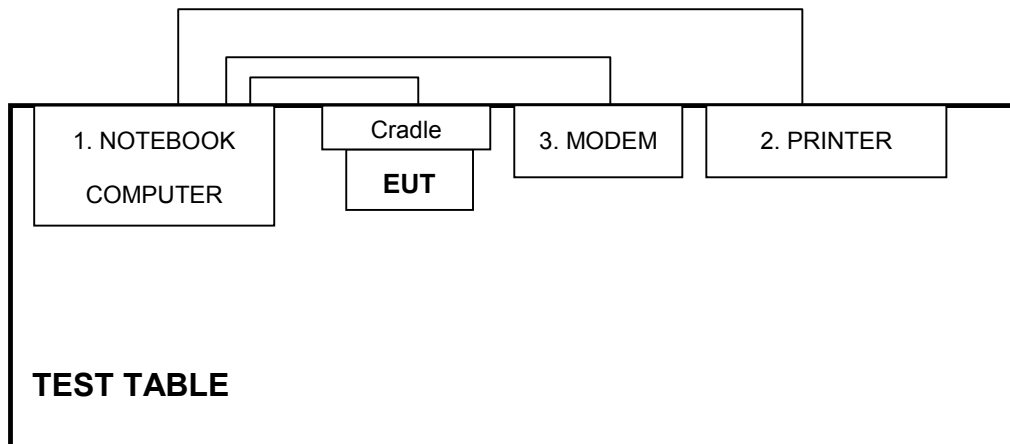 1. NOTEBOOK
COMPUTER
Cradle
EUT
3. MODEM
2. PRINTER
TEST TABLE